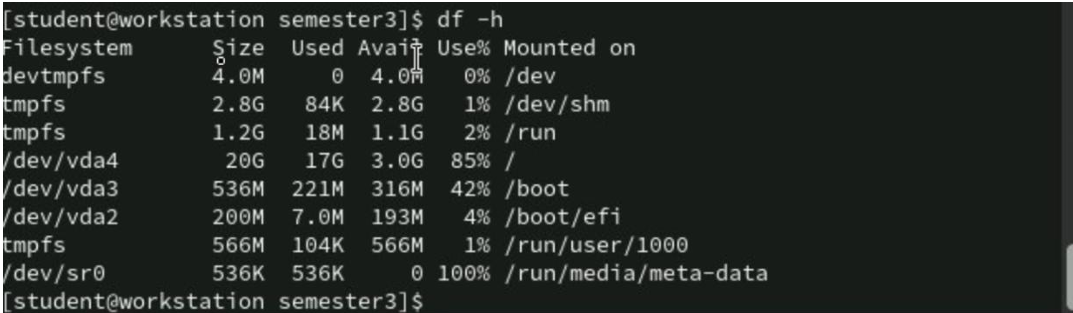 [student@workstation semester3]$ df -h
Filesystem      Size  Used Avail Use% Mounted on
devtmpfs        4.0M     0  4.0M   0% /dev
tmpfs           2.8G   84K  2.8G   1% /dev/shm
tmpfs           1.2G   18M  1.1G   2% /run
/dev/vda4        20G   17G  3.0G  85% /
/dev/vda3       536M  221M  316M  42% /boot
/dev/vda2       200M  7.0M  193M   4% /boot/efi
tmpfs           566M  104K  566M   1% /run/user/1000
/dev/sr0        536K  536K     0 100% /run/media/meta-data
[student@workstation semester3]$